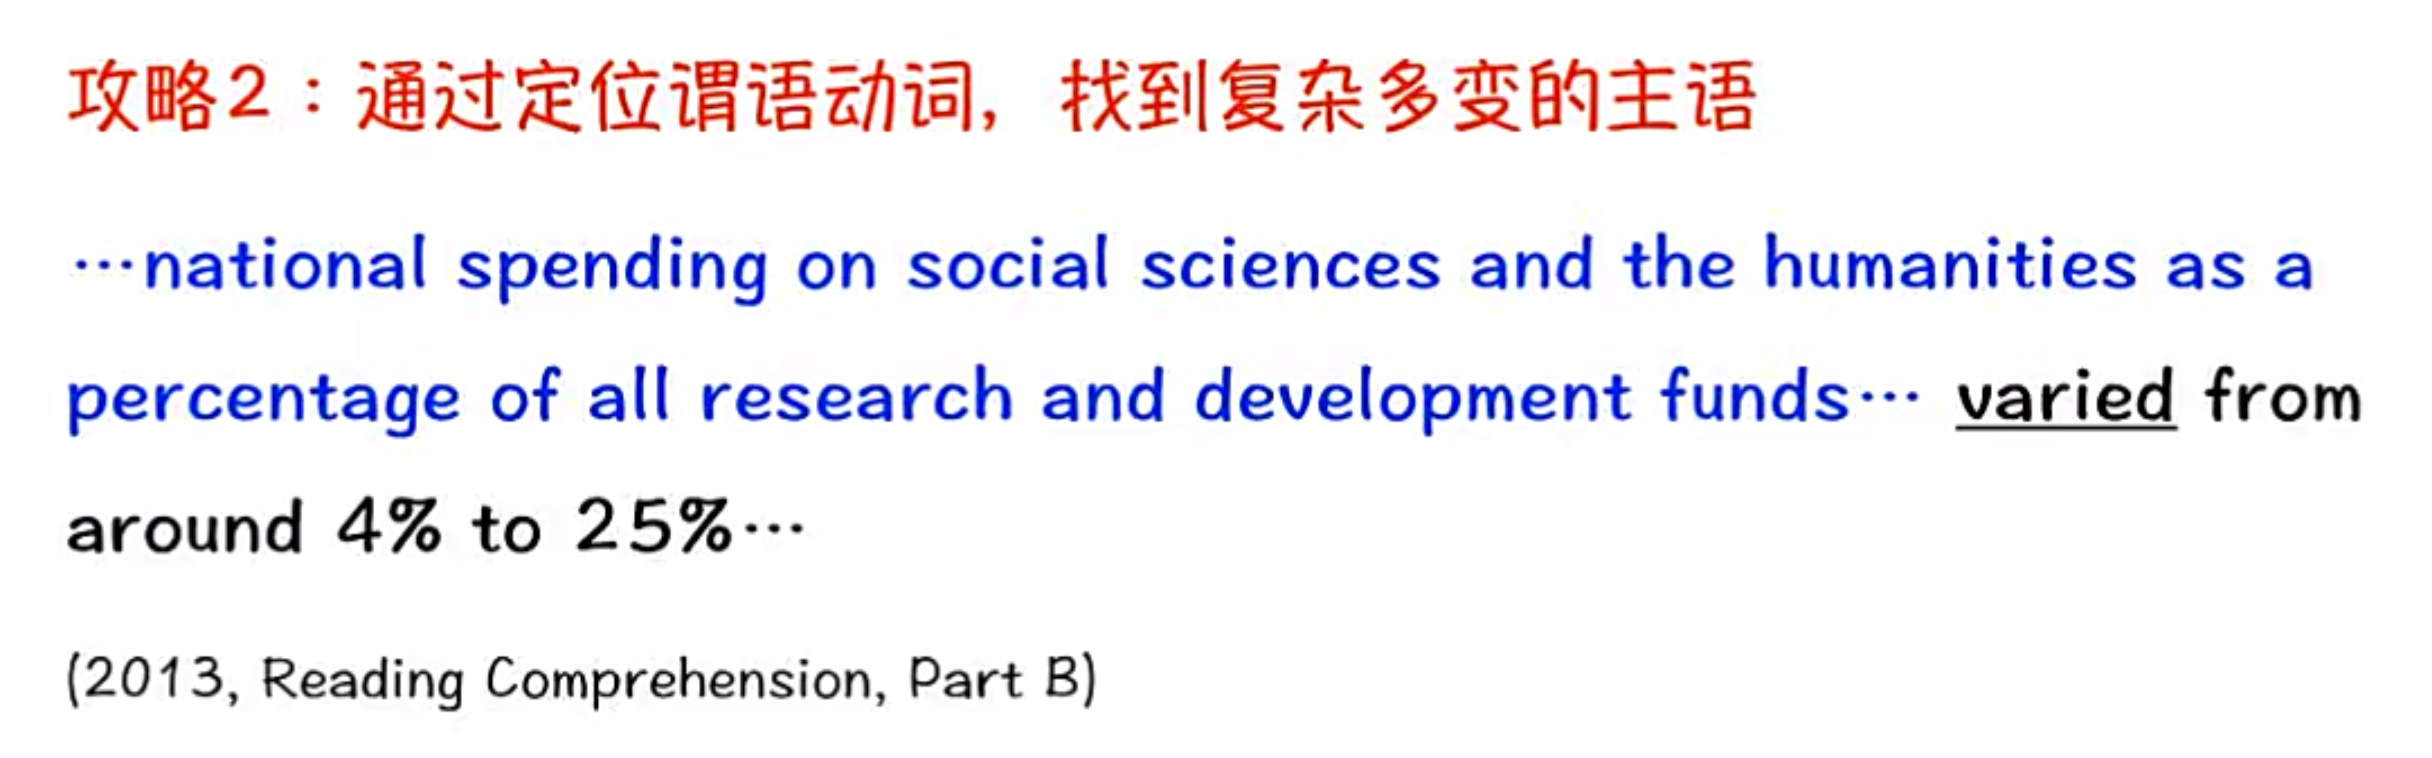 攻略2：通过定位谓语动词，找到复杂多变的主语
…national spending on social sciences and the humanities as a
percentage of all research and development funds… varied from
around 4% to 25%…
(2013, Reading Comprehension, Part B)